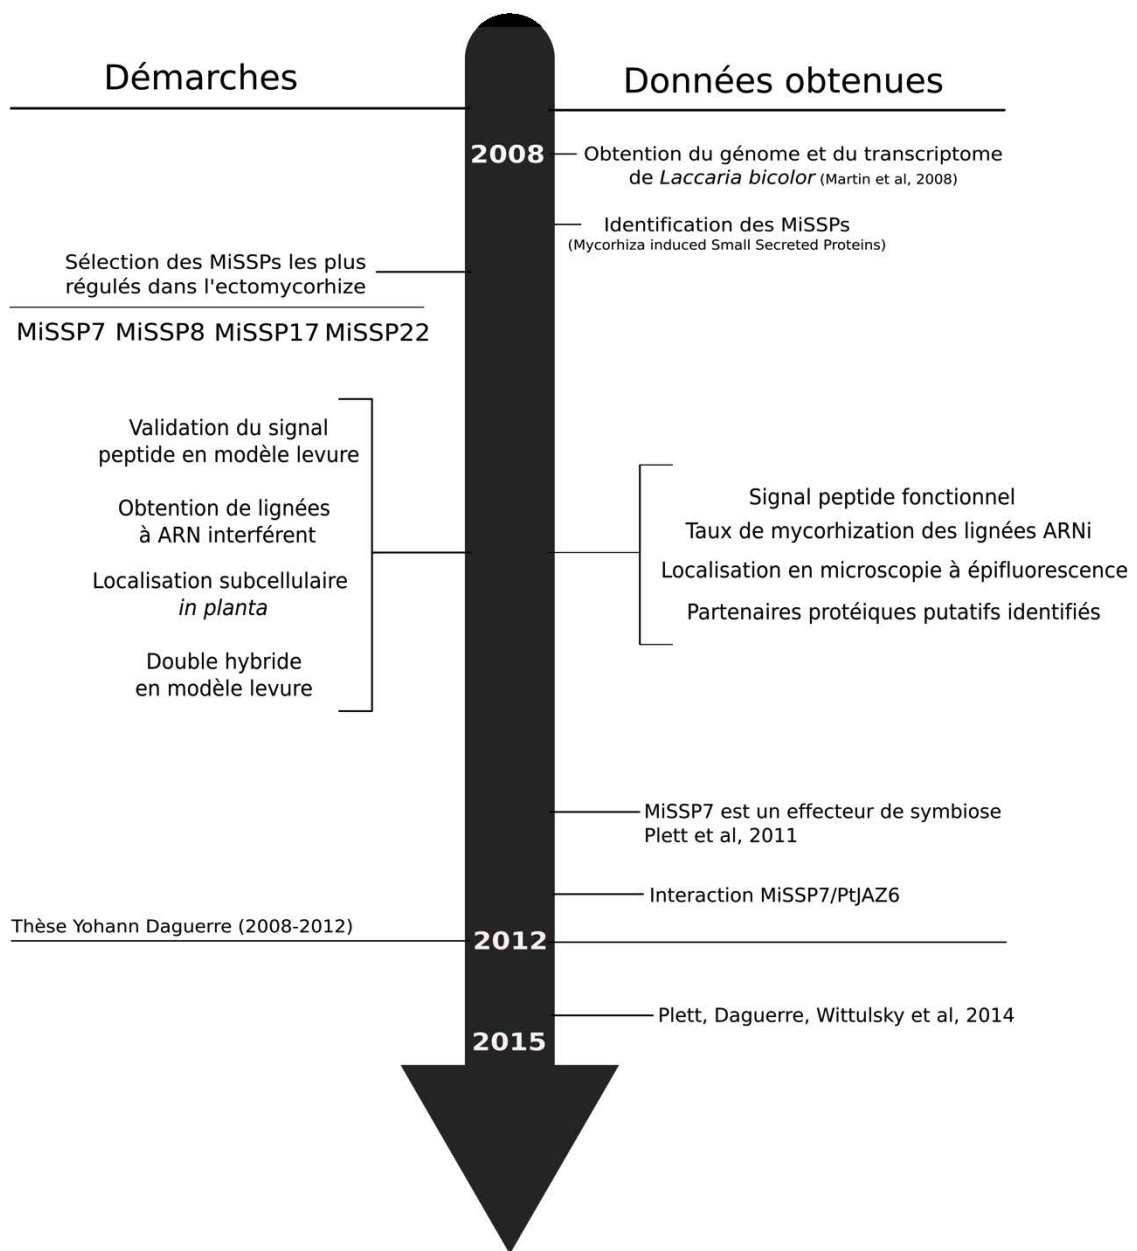 Démarches
Données obtenues
2008
Obtention du génome et du transcriptome
de Laccaria bicolor (Martin et al, 2008)
Identification des MiSSPs
(Mycorhiza induced Small Secreted Proteins)
Sélection des MiSSPs les plus
régulés dans l'ectomycorhize
MiSSP7 MiSSP8 MiSSP17 MiSSP22
Validation du signal
peptide en modèle levure
Obtention de lignées
à ARN interférent
Localisation subcellulaire
in planta
Double hybride
en modèle levure
Signal peptide fonctionnel
Taux de mycorhization des lignées ARNi
Localisation en microscopie à épifluorescence
Partenaires protéiques putatifs identifiés
MiSSP7 est un effecteur de symbiose
Plett et al, 2011
Interaction MiSSP7/PtJAZ6
Thèse Yohann Daguerre (2008-2012)
2012
Plett, Daguerre, Wittulsky et al, 2014
2015